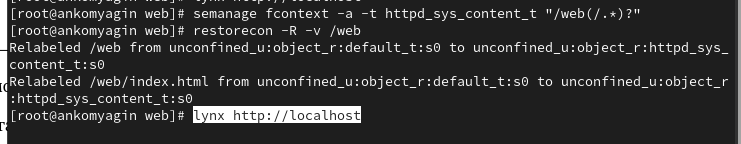 [root@ankomyagin web]# semanage fcontext -a -t httpd_sys_content_t "/web(/.*)?"
[root@ankomyagin web]# restorecon -R -v /web
Relabeled /web from unconfined_u:object_r:default_t:s0 to unconfined_u:object_r:httpd_sys_
content_t:s0
Relabeled /web/index.html from unconfined_u:object_r:default_t:s0 to unconfined_u:object_r
:httpd_sys_content_t:s0
[root@ankomyagin web]# lynx http://localhost